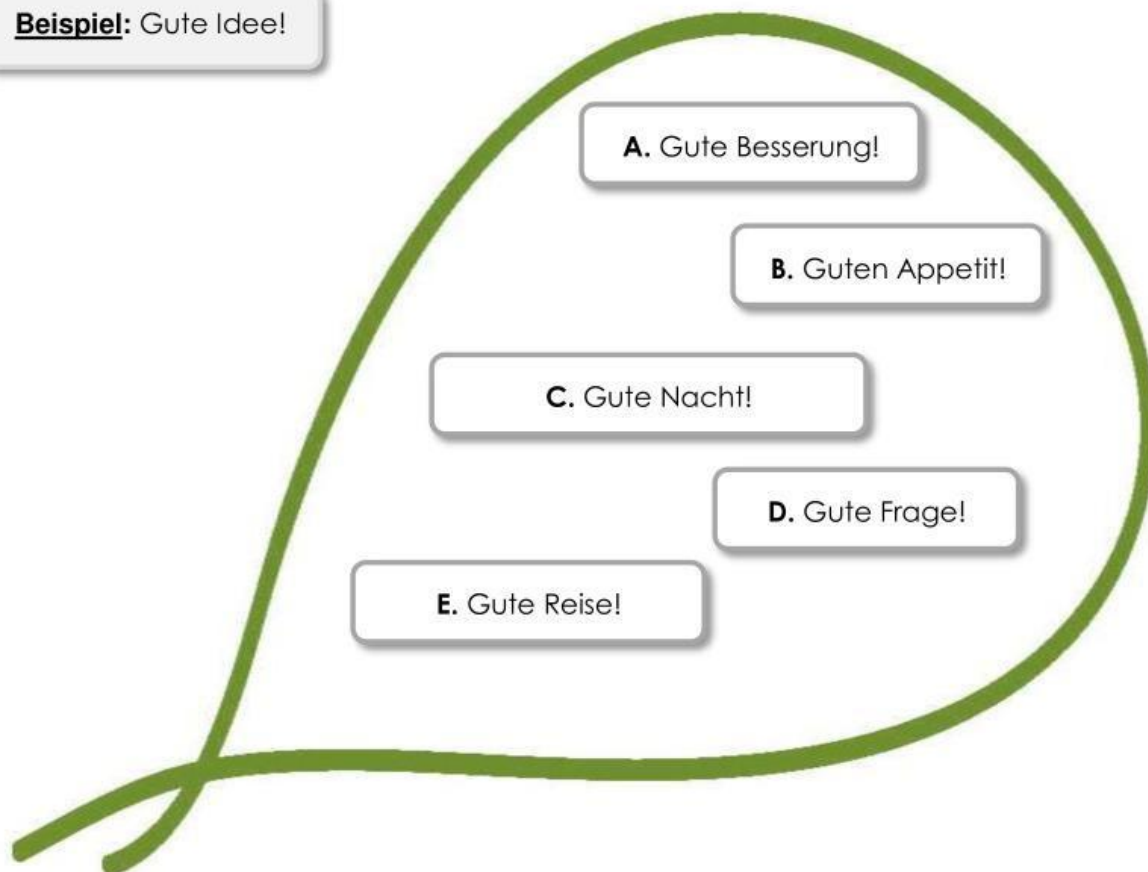 Beispiel: Gute Idee!
A. Gute Besserung!
B. Guten Appetit!
C. Gute Nacht!
D. Gute Frage!
E. Gute Reise!